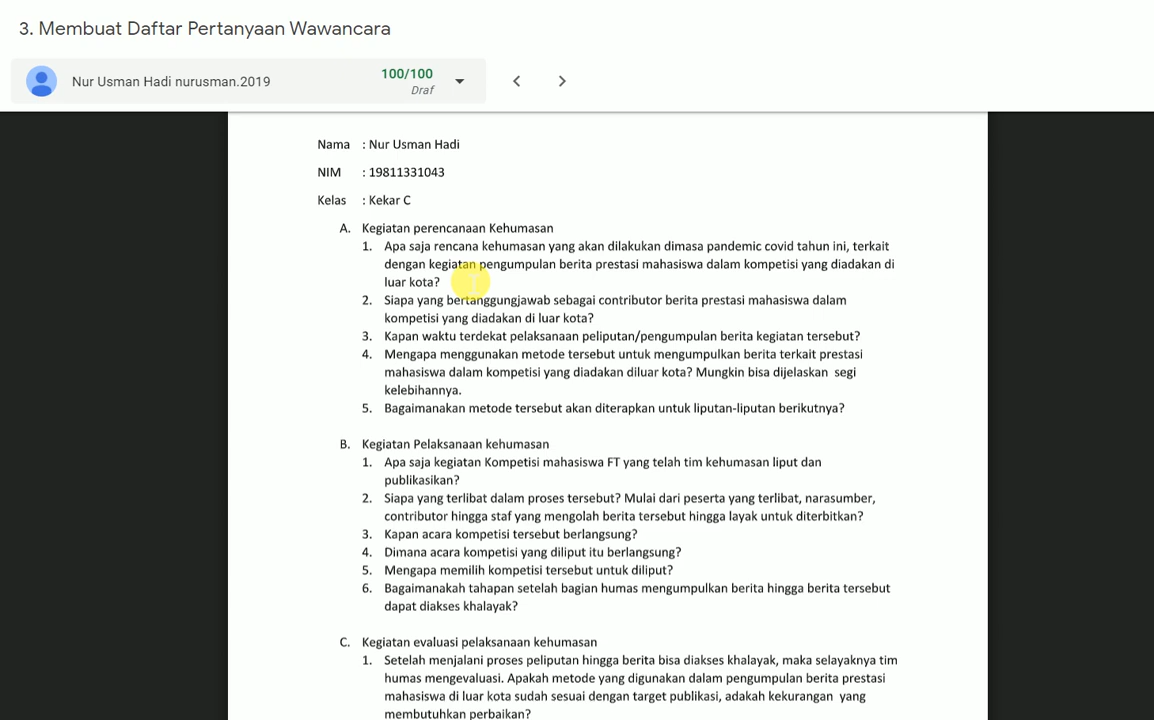 3. Membuat Daftar Pertanyaan Wawancara
Nur Usman Hadi nurusman.2019
100/100
Draf
Nama : Nur Usman Hadi
NIM : 19811331043
Kelas : Kekar C
A. Kegiatan perencanaan Kehumasan
1. Apa saja rencana kehumasan yang akan dilakukan dimasa pandemic covid tahun ini, terkait
dengan kegiatan pengumpulan berita prestasi mahasiswa dalam kompetisi yang diadakan di
luar kota?
2. Siapa yang bertanggungjawab sebagai contributor berita prestasi mahasiswa dalam
kompetisi yang diadakan di luar kota?
3. Kapan waktu terdekat pelaksanaan peliputan/pengumpulan berita kegiatan tersebut?
4. Mengapa menggunakan metode tersebut untuk mengumpulkan berita terkait prestasi
mahasiswa dalam kompetisi yang diadakan diluar kota? Mungkin bisa dijelaskan segi
kelebihannya.
5. Bagaimanakan metode tersebut akan diterapkan untuk liputan-liputan berikutnya?
B. Kegiatan Pelaksanaan kehumasan
1. Apa saja kegiatan Kompetisi mahasiswa FT yang telah tim kehumasan liput dan
publikasikan?
2. Siapa yang terlibat dalam proses tersebut? Mulai dari peserta yang terlibat, narasumber,
contributor hingga staf yang mengolah berita tersebut hingga layak untuk diterbitkan?
3. Kapan acara kompetisi tersebut berlangsung?
4. Dimana acara kompetisi yang diliput itu berlangsung?
5. Mengapa memilih kompetisi tersebut untuk diliput?
6. Bagaimanakah tahapan setelah bagian humas mengumpulkan berita hingga berita tersebut
dapat diakses khalayak?
C. Kegiatan evaluasi pelaksanaan kehumasan
1. Setelah menjalani proses peliputan hingga berita bisa diakses khalayak, maka selayaknya tim
humas mengevaluasi. Apakah metode yang digunakan dalam pengumpulan berita prestasi
mahasiswa di luar kota sudah sesuai dengan target publikasi, adakah kekurangan yang
membutuhkan perbaikan?